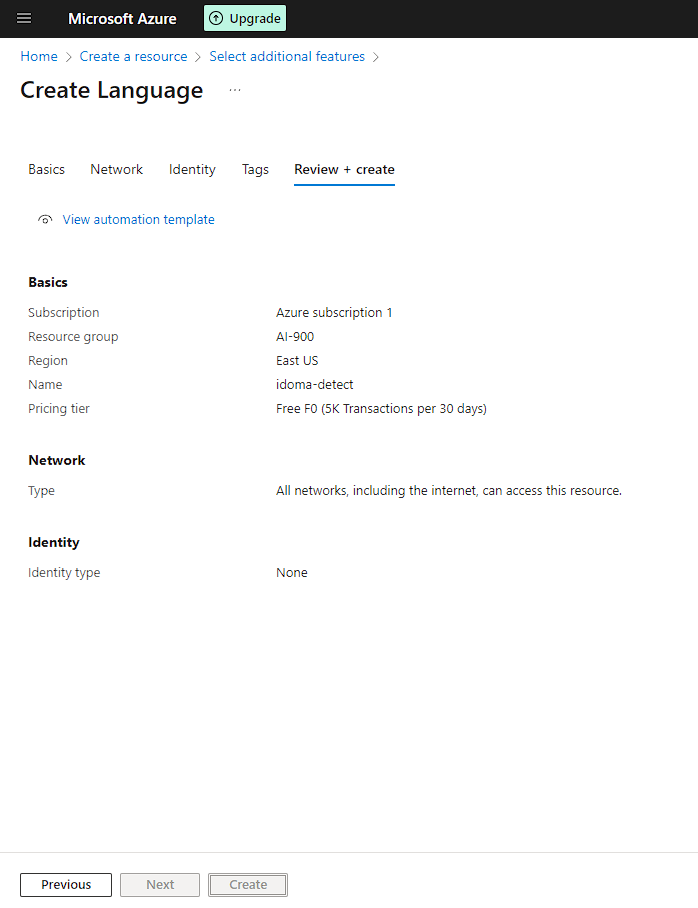 Microsoft Azure Upgrade
Home > Create a resource > Select additional features >
Create Language ...
Basics Network Identity Tags Review + create
View automation template
Basics
Subscription Azure subscription 1
Resource group AI-900
Region East US
Name idoma-detect
Pricing tier Free F0 (5K Transactions per 30 days)
Network
Type All networks, including the internet, can access this resource.
Identity
Identity type None
Previous Next Create